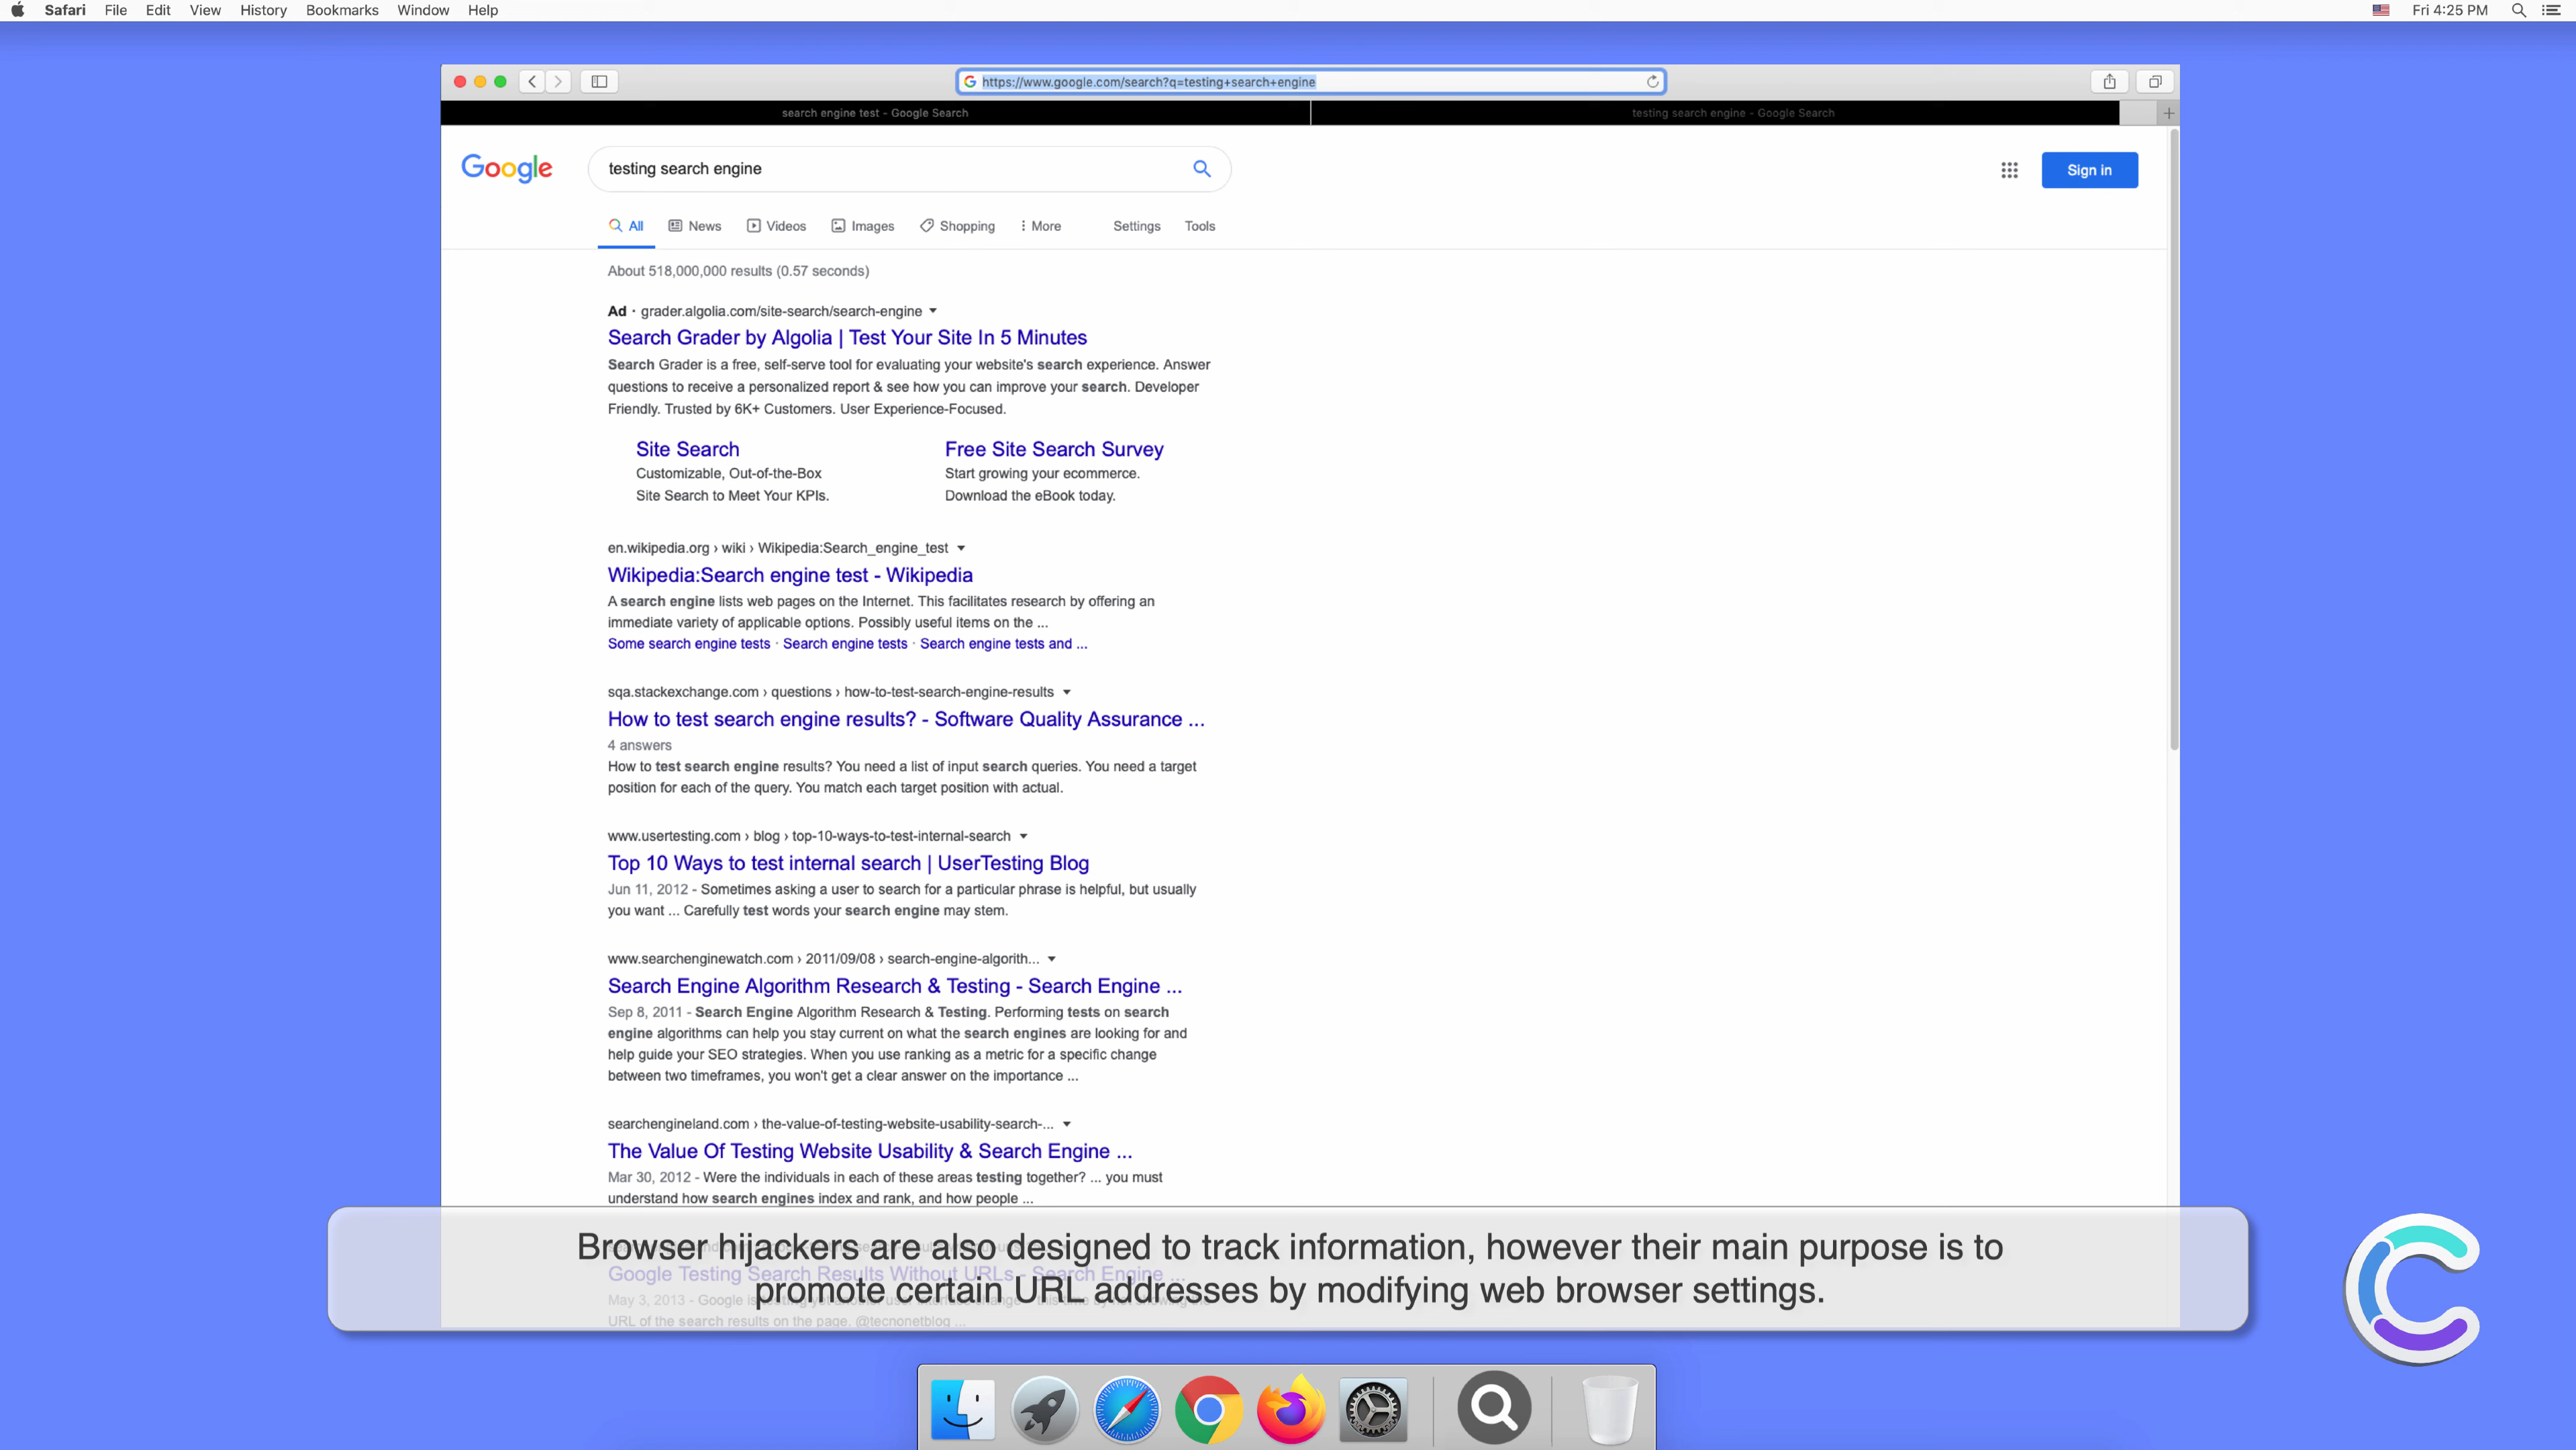 Safari File Edit View History Bookmarks Window Help
Fri 4:25 PM
https://www.google.com/search?q=testing+search+engine
search engine test - Google Search
testing search engine - Google Search
Google
testing search engine
Sign in
All News Videos Images Shopping More Settings Tools
About 518,000,000 results (0.57 seconds)
Ad · grader.algolia.com/site-search/search-engine
Search Grader by Algolia | Test Your Site In 5 Minutes
Search Grader is a free, self-serve tool for evaluating your website's search experience. Answer
questions to receive a personalized report & see how you can improve your search. Developer
Friendly. Trusted by 6K+ Customers. User Experience-Focused.
Site Search
Customizable, Out-of-the-Box
Site Search to Meet Your KPIs.
Free Site Search Survey
Start growing your ecommerce.
Download the eBook today.
en.wikipedia.org › wiki › Wikipedia:Search_engine_test
Wikipedia:Search engine test - Wikipedia
A search engine lists web pages on the Internet. This facilitates research by offering an
immediate variety of applicable options. Possibly useful items on the ...
Some search engine tests · Search engine tests · Search engine tests and ...
sqa.stackexchange.com › questions › how-to-test-search-engine-results
How to test search engine results? - Software Quality Assurance ...
4 answers
How to test search engine results? You need a list of input search queries. You need a target
position for each of the query. You match each target position with actual.
www.usertesting.com › blog › top-10-ways-to-test-internal-search
Top 10 Ways to test internal search | UserTesting Blog
Jun 11, 2012 - Sometimes asking a user to search for a particular phrase is helpful, but usually
you want ... Carefully test words your search engine may stem.
www.searchenginewatch.com › 2011/09/08 › search-engine-algorith...
Search Engine Algorithm Research & Testing - Search Engine ...
Sep 8, 2011 - Search Engine Algorithm Research & Testing. Performing tests on search
engine algorithms can help you stay current on what the search engines are looking for and
help guide your SEO strategies. When you use ranking as a metric for a specific change
between two timeframes, you won't get a clear answer on the importance ...
searchengineland.com › the-value-of-testing-website-usability-search-...
The Value Of Testing Website Usability & Search Engine ...
Mar 30, 2012 - Were the individuals in each of these areas testing together? ... you must
understand how search engines index and rank, and how people ...
Browser hijackers are also designed to track information, however their main purpose is to
promote certain URL addresses by modifying web browser settings.
Google Testing Search Results Without URLs - Search Engine ...
May 3, 2013 - Google is
URL of the search results on the page. @tecnonetblog ...